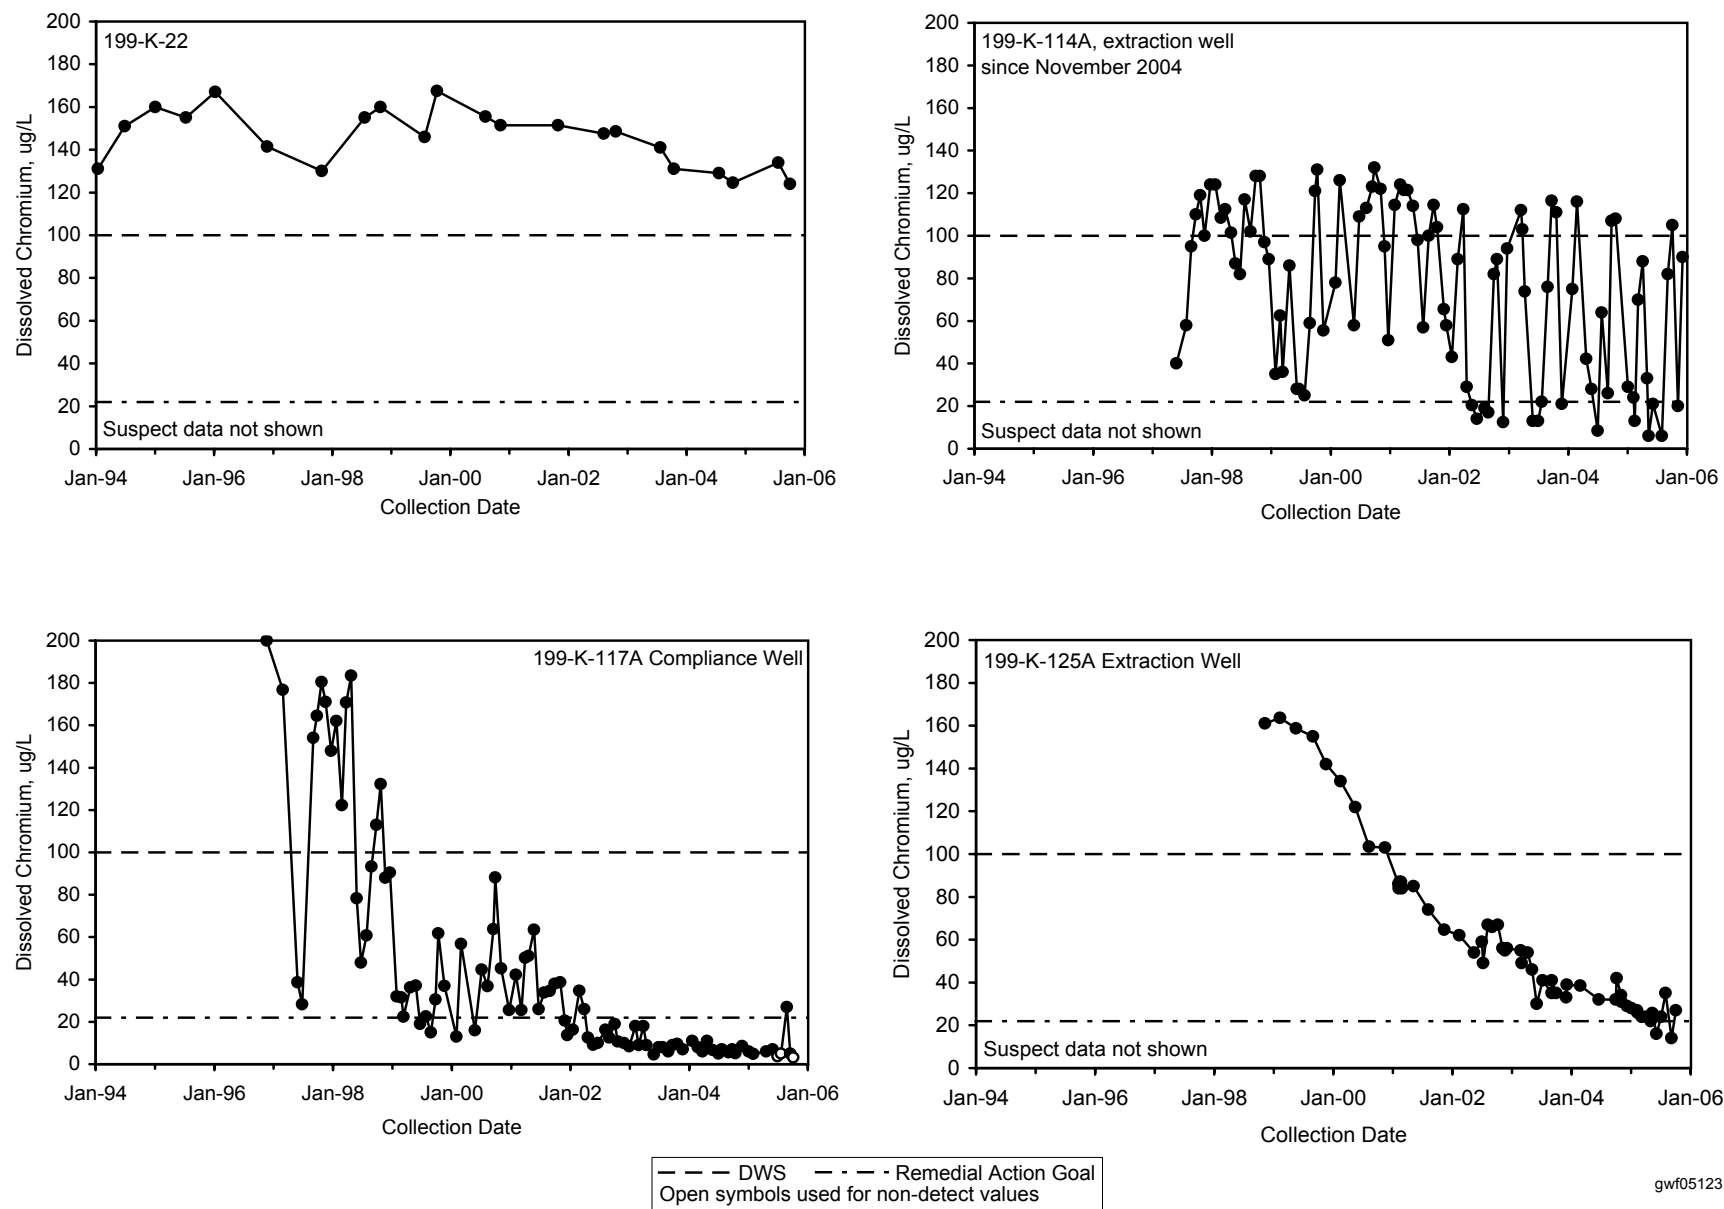 199-K-22
200
180
160
140
120
100
80
60
40
20
0
Dissolved Chromium, ug/L
Suspect data not shown
Jan-94 Jan-96 Jan-98 Jan-00 Jan-02 Jan-04 Jan-06
Collection Date
199-K-114A, extraction well
since November 2004
200
180
160
140
120
100
80
60
40
20
0
Dissolved Chromium, ug/L
Suspect data not shown
Jan-94 Jan-96 Jan-98 Jan-00 Jan-02 Jan-04 Jan-06
Collection Date
199-K-117A Compliance Well
200
180
160
140
120
100
80
60
40
20
0
Dissolved Chromium, ug/L
Jan-94 Jan-96 Jan-98 Jan-00 Jan-02 Jan-04 Jan-06
Collection Date
199-K-125A Extraction Well
200
180
160
140
120
100
80
60
40
20
0
Dissolved Chromium, ug/L
Suspect data not shown
Jan-94 Jan-96 Jan-98 Jan-00 Jan-02 Jan-04 Jan-06
Collection Date
DWS Remedial Action Goal
Open symbols used for non-detect values
gwf05123